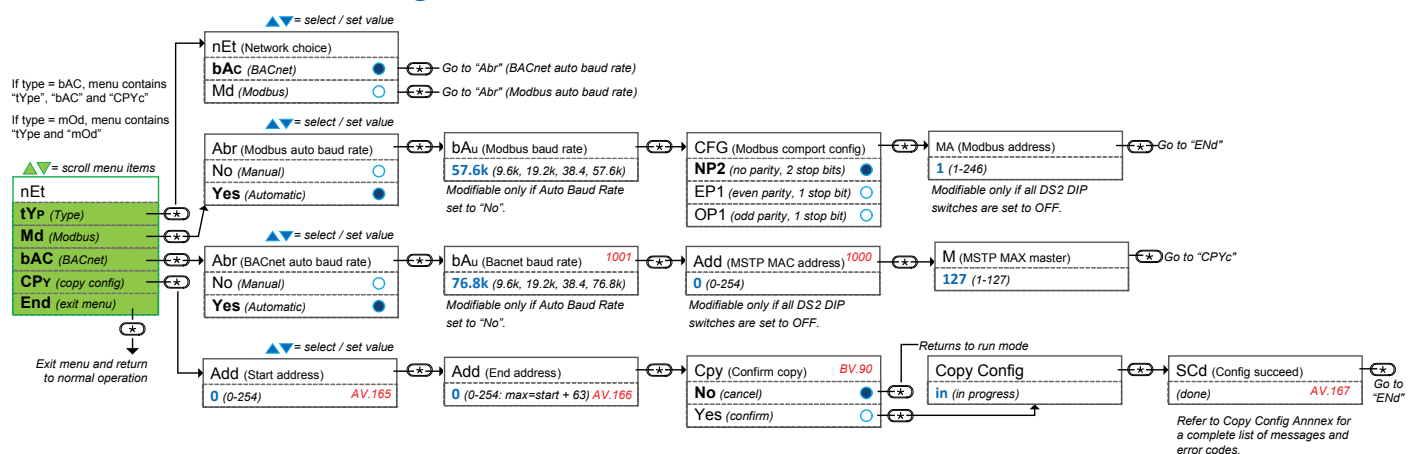 = select / set value
nEt (Network choice)
bAc (BACnet)
Go to “Abr" (BACnet auto baud rate)
Md (Modbus)
Go to “Abr" (Modbus auto baud rate)
If type = bAC, menu contains
“tYpe”, “bAC” and “CPYc”
If type = mOd, menu contains
“tYpe and “mOd”
= scroll menu items
nEt
tYP (Type)
Md (Modbus)
bAC (BACnet)
CPY (copy config)
End (exit menu)
Exit menu and return
to normal operation
= select / set value
Abr (Modbus auto baud rate)
No (Manual)
Yes (Automatic)
bAu (Modbus baud rate)
57.6k (9.6k, 19.2k, 38.4, 57.6k)
Modifiable only if Auto Baud Rate
set to “No”.
CFG (Modbus comport config)
NP2 (no parity, 2 stop bits)
EP1 (even parity, 1 stop bit)
OP1 (odd parity, 1 stop bit)
MA (Modbus address)
1 (1-246)
Modifiable only if all DS2 DIP
switches are set to OFF.
Go to “ENd"
= select / set value
Abr (BACnet auto baud rate)
No (Manual)
Yes (Automatic)
bAu (Bacnet baud rate) 1001
76.8k (9.6k, 19.2k, 38.4, 76.8k)
Modifiable only if Auto Baud Rate
set to “No”.
Add (MSTP MAC address) 1000
0 (0-254)
Modifiable only if all DS2 DIP
switches are set to OFF.
M (MSTP MAX master)
127 (1-127)
Go to “CPYc"
= select / set value
Add (Start address)
0 (0-254) AV.165
Add (End address)
0 (0-254: max=start + 63) AV.166
Cpy (Confirm copy) BV.90
No (cancel)
Yes (confirm)
Returns to run mode
Copy Config
in (in progress)
SCd (Config succeed)
(done) AV.167
Refer to Copy Config Annnex for
a complete list of messages and
error codes.
Go to
"ENd"